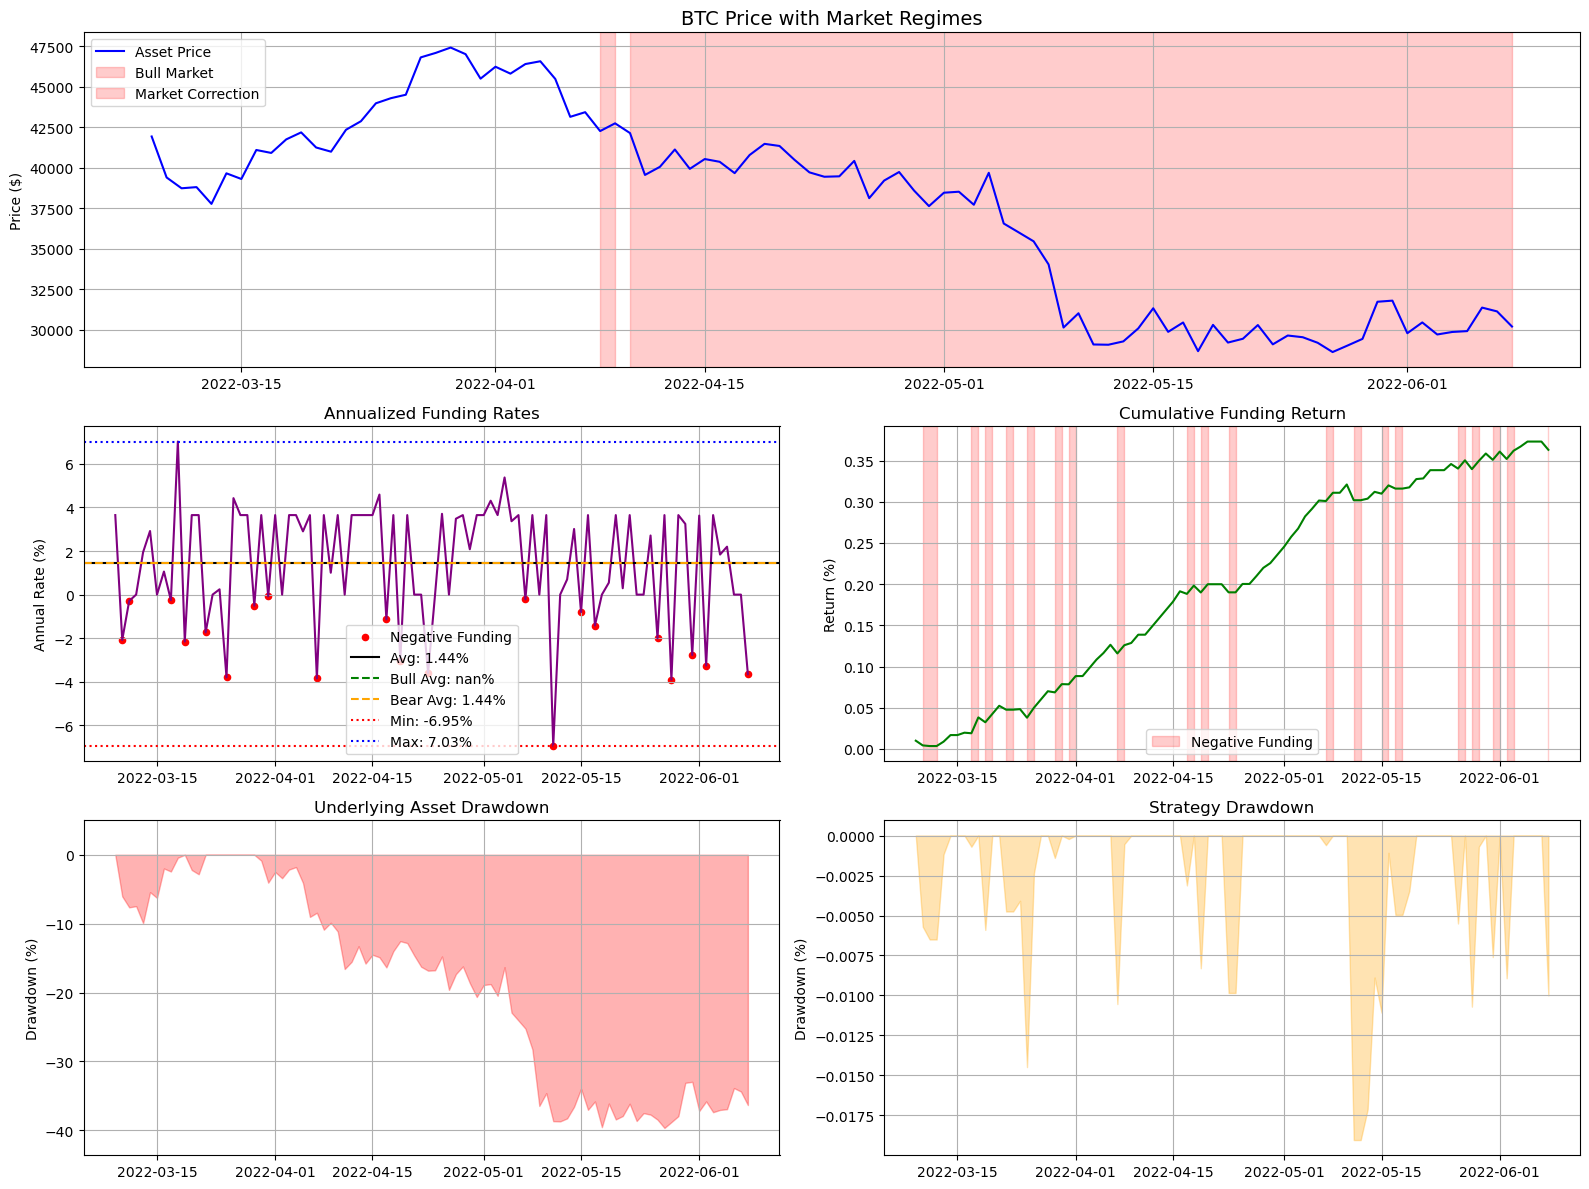 BTC Price with Market Regimes
Price ($)
47500
45000
42500
40000
37500
35000
32500
30000
Asset Price
Bull Market
Market Correction
2022-03-15 2022-04-01 2022-04-15 2022-05-01 2022-05-15 2022-06-01
Annualized Funding Rates
Annual Rate (%)
6
4
2
0
−2
−4
−6
Negative Funding
Avg: 1.44%
Bull Avg: nan%
Bear Avg: 1.44%
Min: -6.95%
Max: 7.03%
2022-03-15 2022-04-01 2022-04-15 2022-05-01 2022-05-15 2022-06-01
Cumulative Funding Return
Return (%)
0.35
0.30
0.25
0.20
0.15
0.10
0.05
0.00
Negative Funding
2022-03-15 2022-04-01 2022-04-15 2022-05-01 2022-05-15 2022-06-01
Underlying Asset Drawdown
Drawdown (%)
0
−10
−20
−30
−40
2022-03-15 2022-04-01 2022-04-15 2022-05-01 2022-05-15 2022-06-01
Strategy Drawdown
Drawdown (%)
0.0000
−0.0025
−0.0050
−0.0075
−0.0100
−0.0125
−0.0150
−0.0175
2022-03-15 2022-04-01 2022-04-15 2022-05-01 2022-05-15 2022-06-01